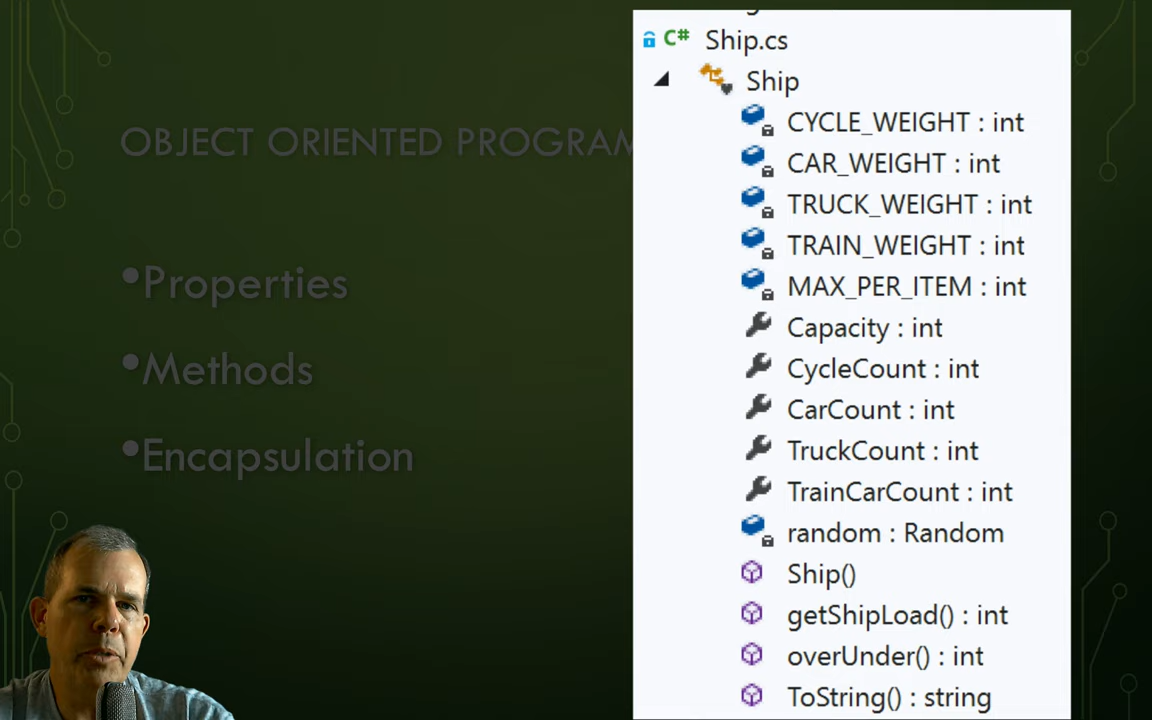 OBJECT ORIENTED PROGRAM
•Properties
•Methods
•Encapsulation
C# Ship.cs
Ship
CYCLE_WEIGHT : int
CAR_WEIGHT : int
TRUCK_WEIGHT : int
TRAIN_WEIGHT : int
MAX_PER_ITEM : int
Capacity : int
CycleCount : int
CarCount : int
TruckCount : int
TrainCarCount : int
random : Random
Ship()
getShipLoad() : int
overUnder() : int
ToString() : string